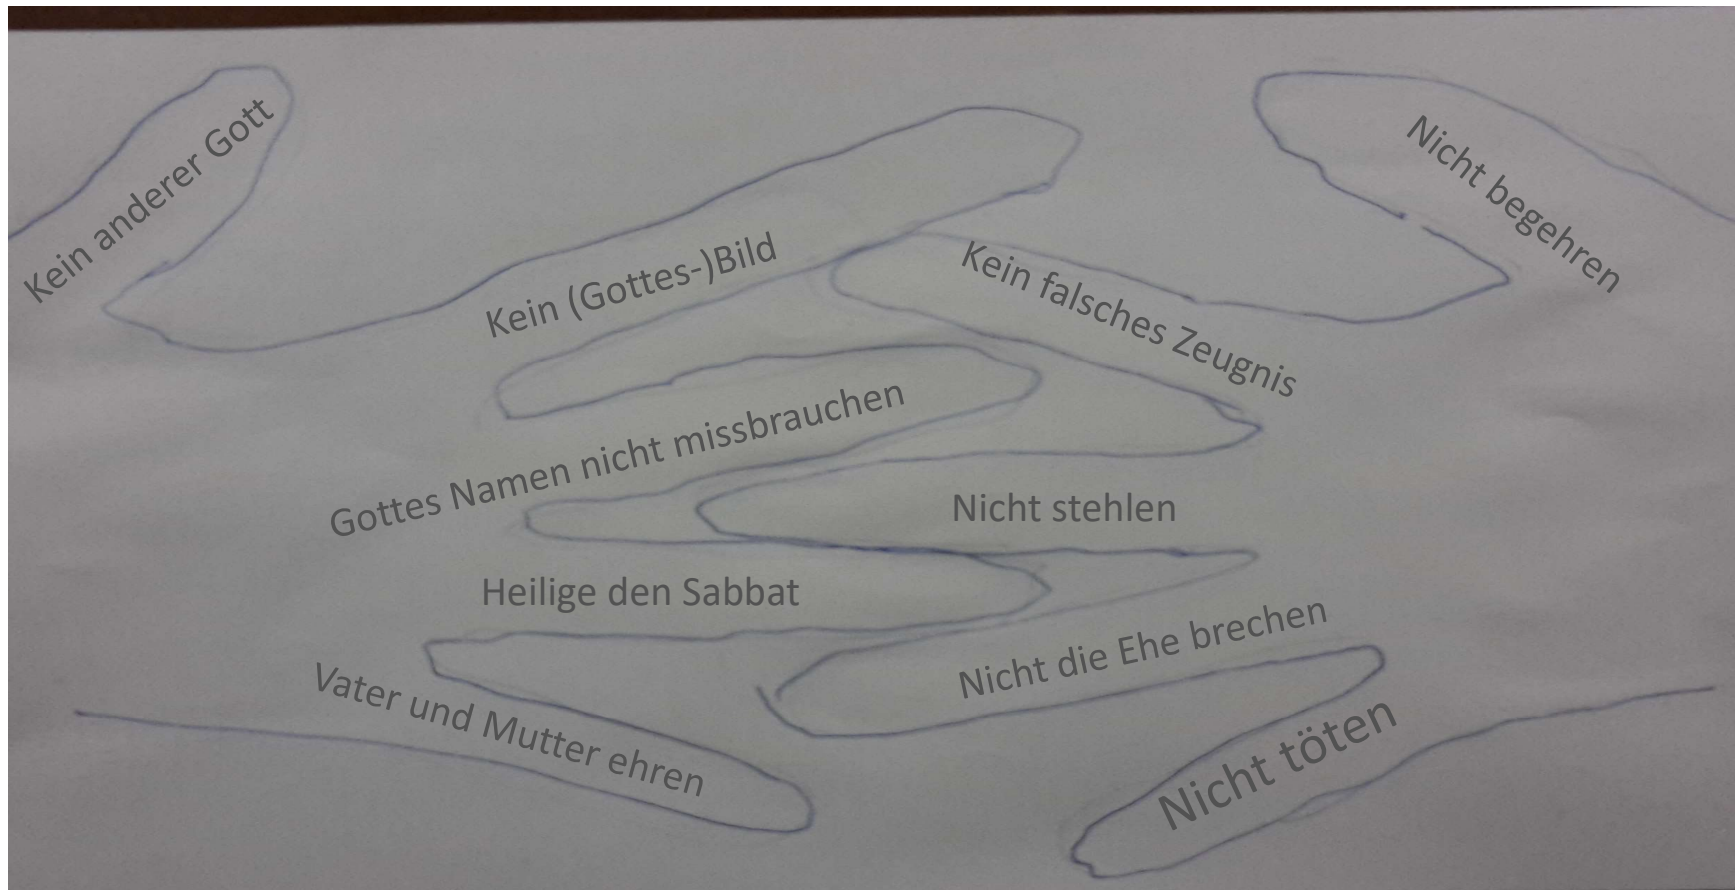 Kein anderer Gott
Kein (Gottes-)Bild
Gottes Namen nicht missbrauchen
Heilige den Sabbat
Vater und Mutter ehren
Nicht töten
Nicht die Ehe brechen
Nicht stehlen
Kein falsches Zeugnis
Nicht begehren